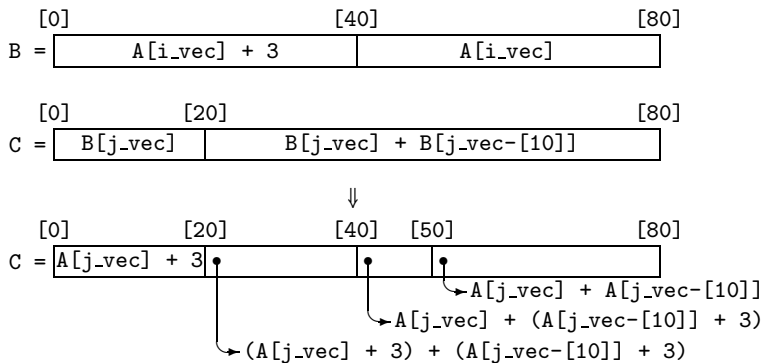 [0] [40] [80]
B = A[i_vec] + 3 A[i_vec]
[0] [20] [80]
C = B[j_vec] B[j_vec] + B[j_vec-[10]]
⇓
[0] [20] [40] [50] [80]
C = A[j_vec] + 3
A[j_vec] + A[j_vec-[10]]
A[j_vec] + (A[j_vec-[10]] + 3)
(A[j_vec] + 3) + (A[j_vec-[10]] + 3)